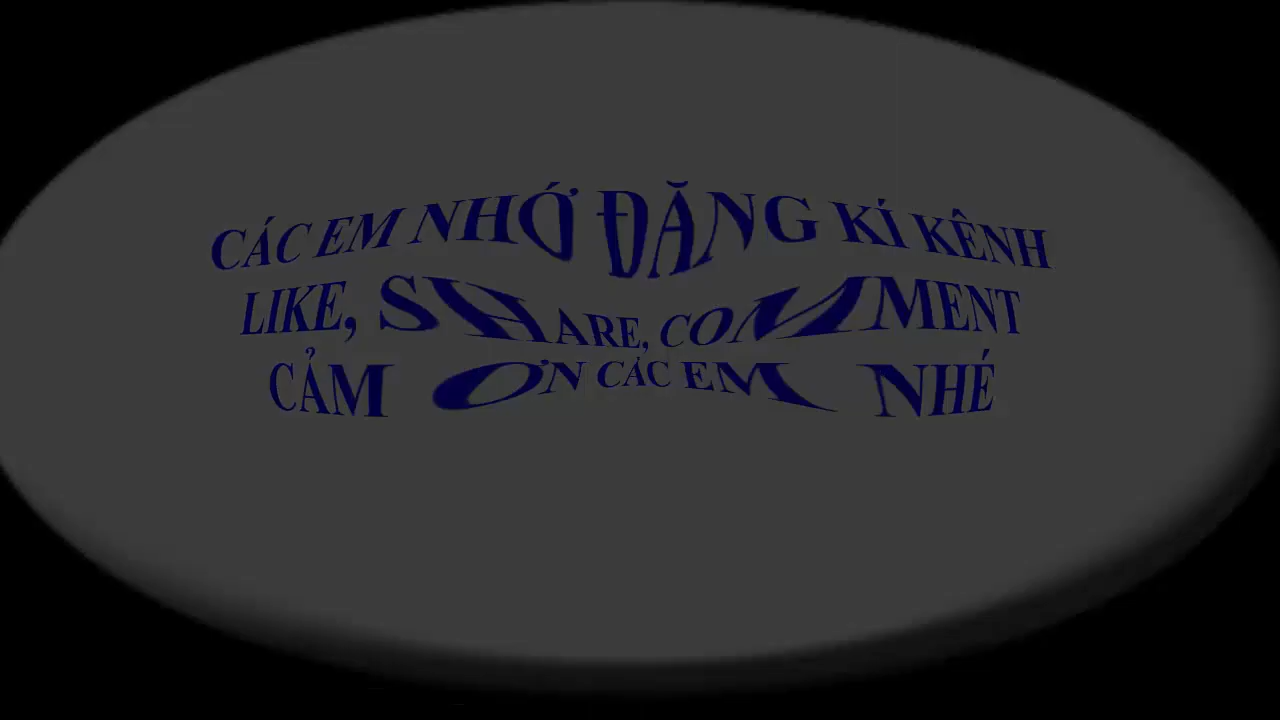 CÁC EM NHỚ ĐĂNG KÍ KÊNH
LIKE, SHARE, COMMENT
CẢM ƠN CÁC EM NHÉ